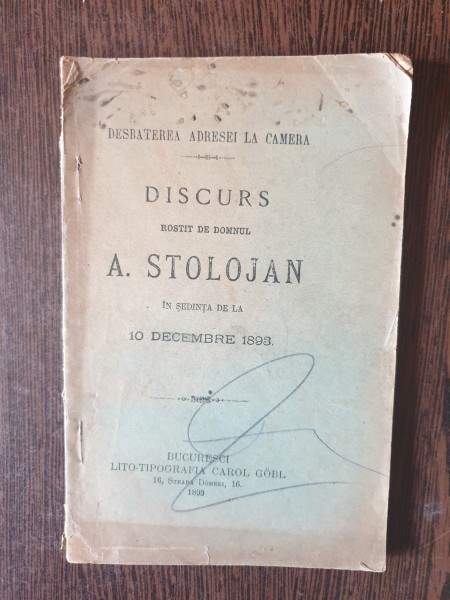 DESBATEREA ADRESEI LA CAMERA
DISCURS
ROSTIT DE DOMNUL
A. STOLOJAN
ÎN ȘEDINȚA DE LA
10 DECEMBRE 1893.
BUCURESCI
LITO-TIPOGRAFIA CAROL GÖBL
16, STRADA DÓMNEI, 16.
1893